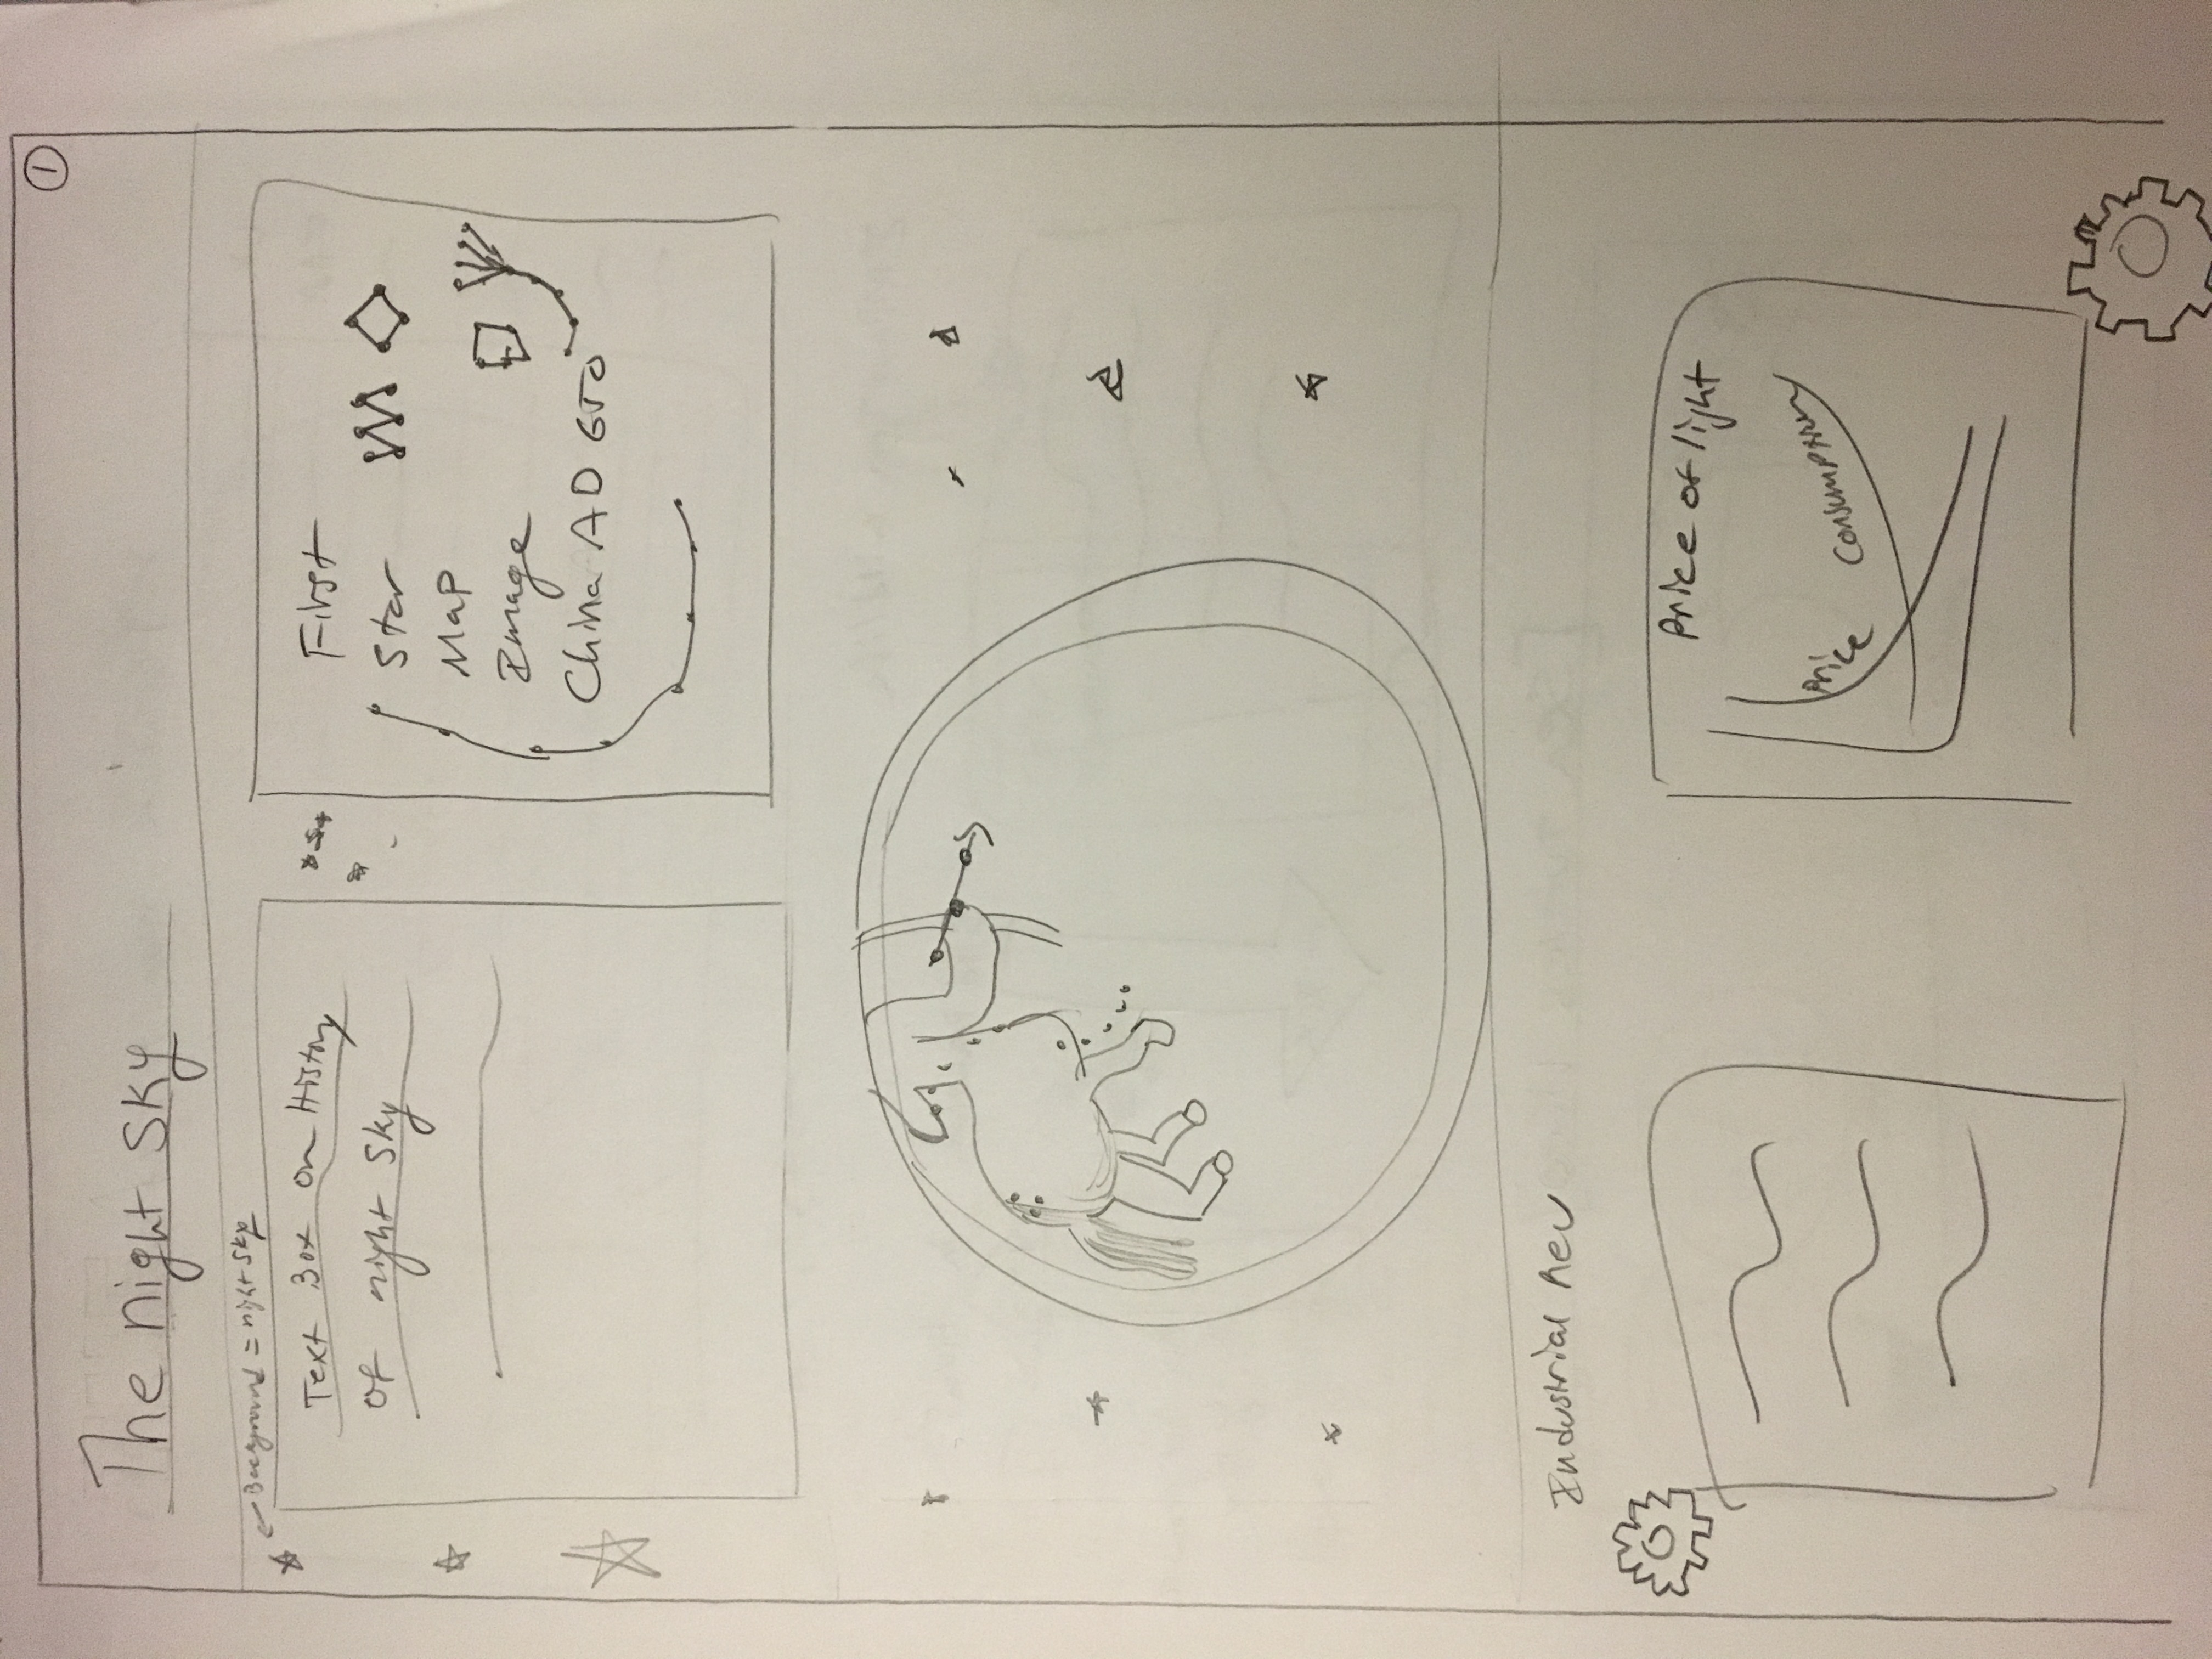 1
The night sky
Background = night sky
Text Box on History
of night sky
First
Star
Map
Image
China AD 650
Industrial Rev
Price of light
Price
Consumption